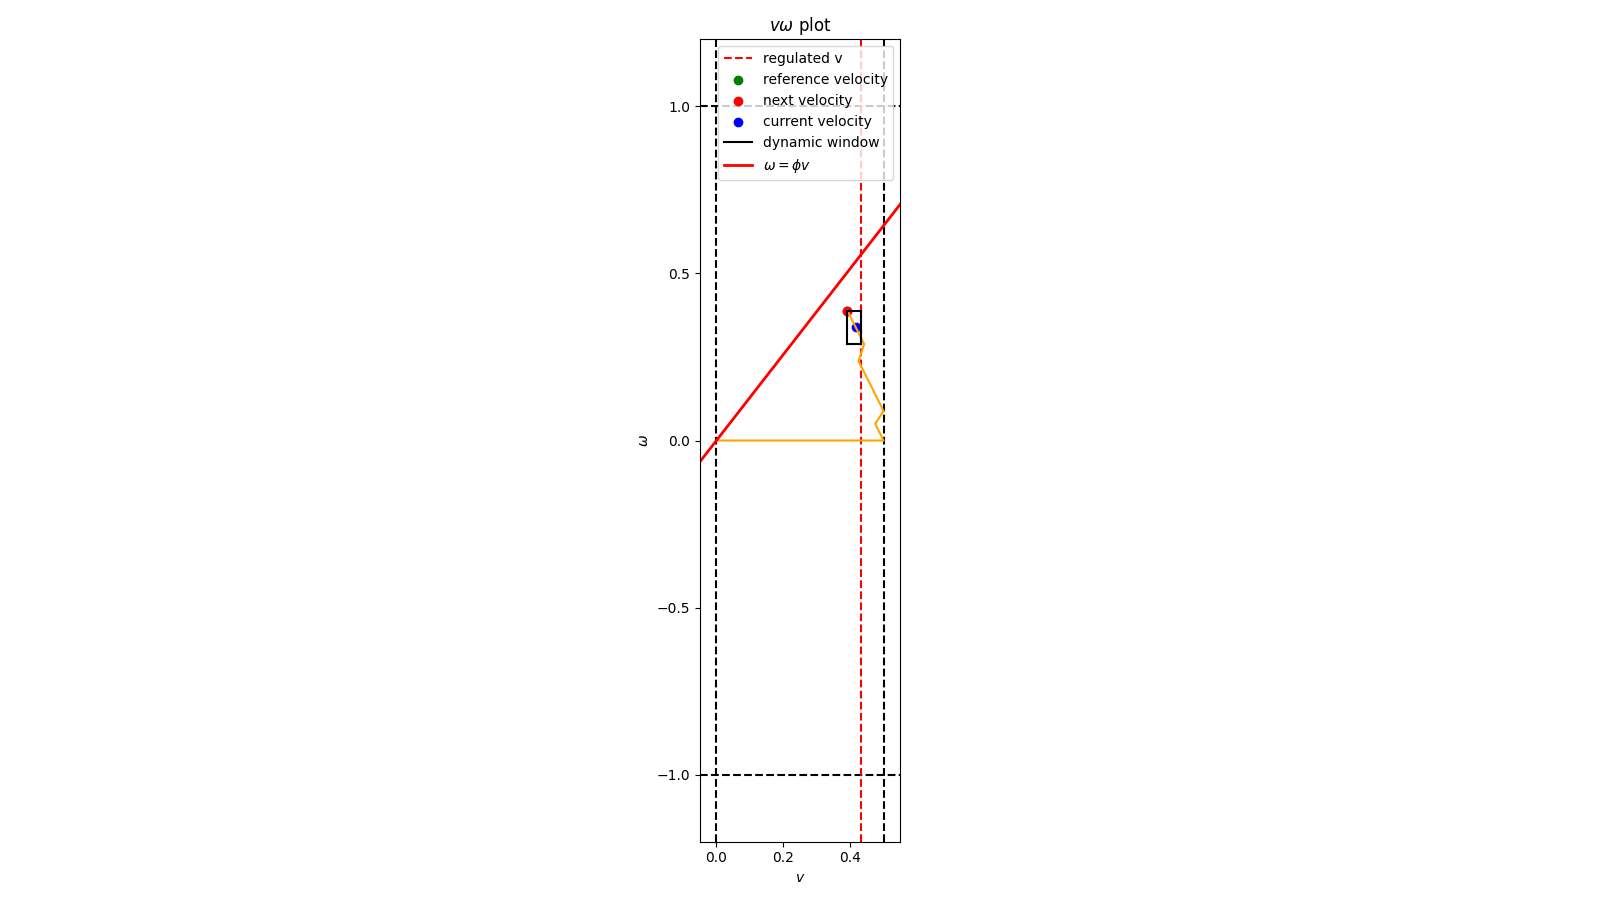 vω plot
regulated v
reference velocity
next velocity
current velocity
dynamic window
ω = ϕv
1.0
0.5
0.0
−0.5
−1.0
ω
0.0 0.2 0.4
v